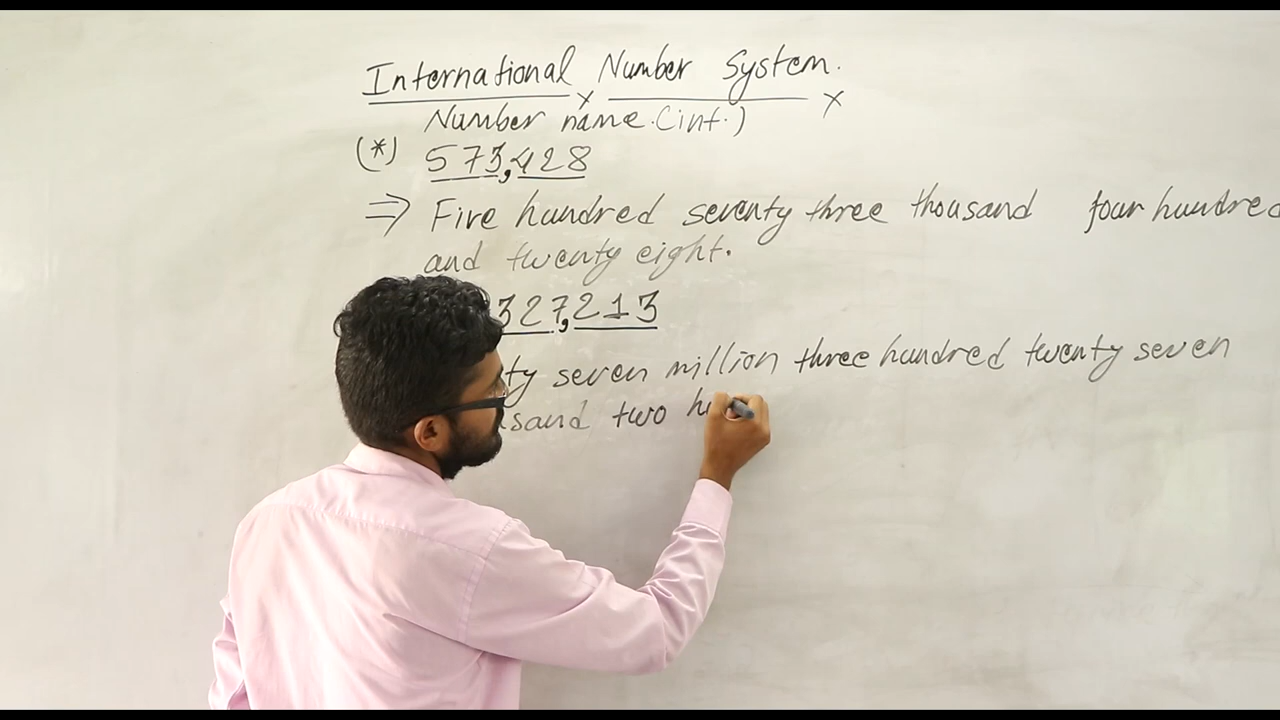 International Number System.
Number name (int.)
(*) 573,428
⇒ Five hundred seventy three thousand four hundred
and twenty eight.
327,213
ty seven million three hundred twenty seven
sand two h